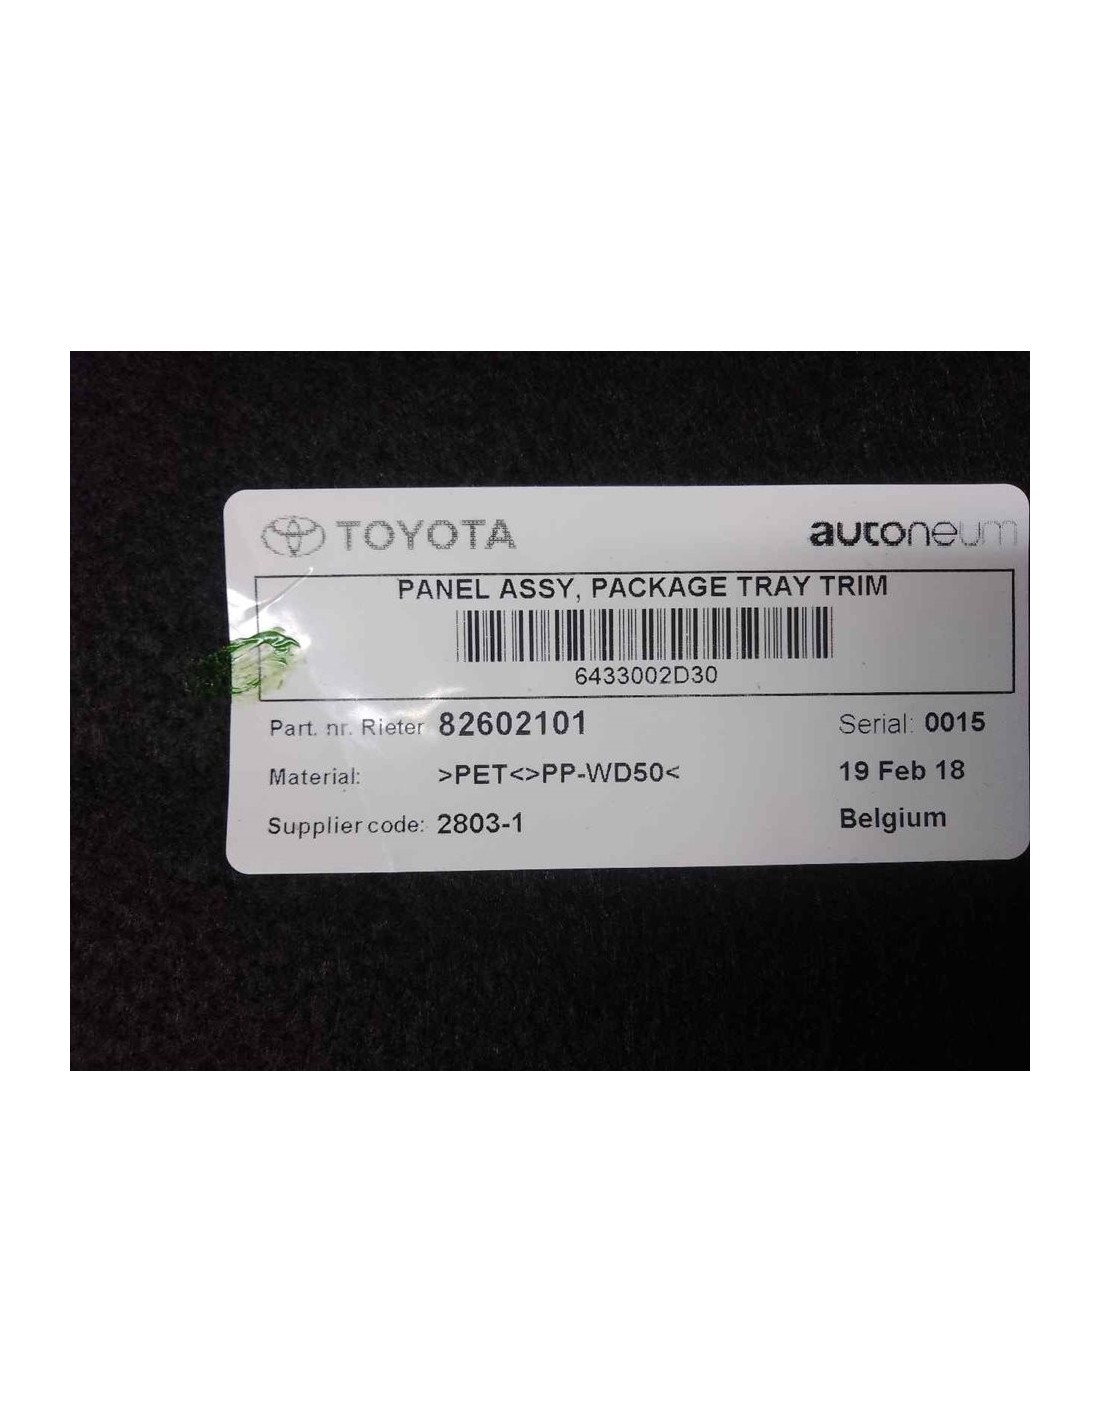 TOYOTA
autoneum
PANEL ASSY, PACKAGE TRAY TRIM
6433002D30
Part. nr. Rieter 82602101
Serial: 0015
Material: >PET<>PP-WD50<
19 Feb 18
Supplier code: 2803-1
Belgium